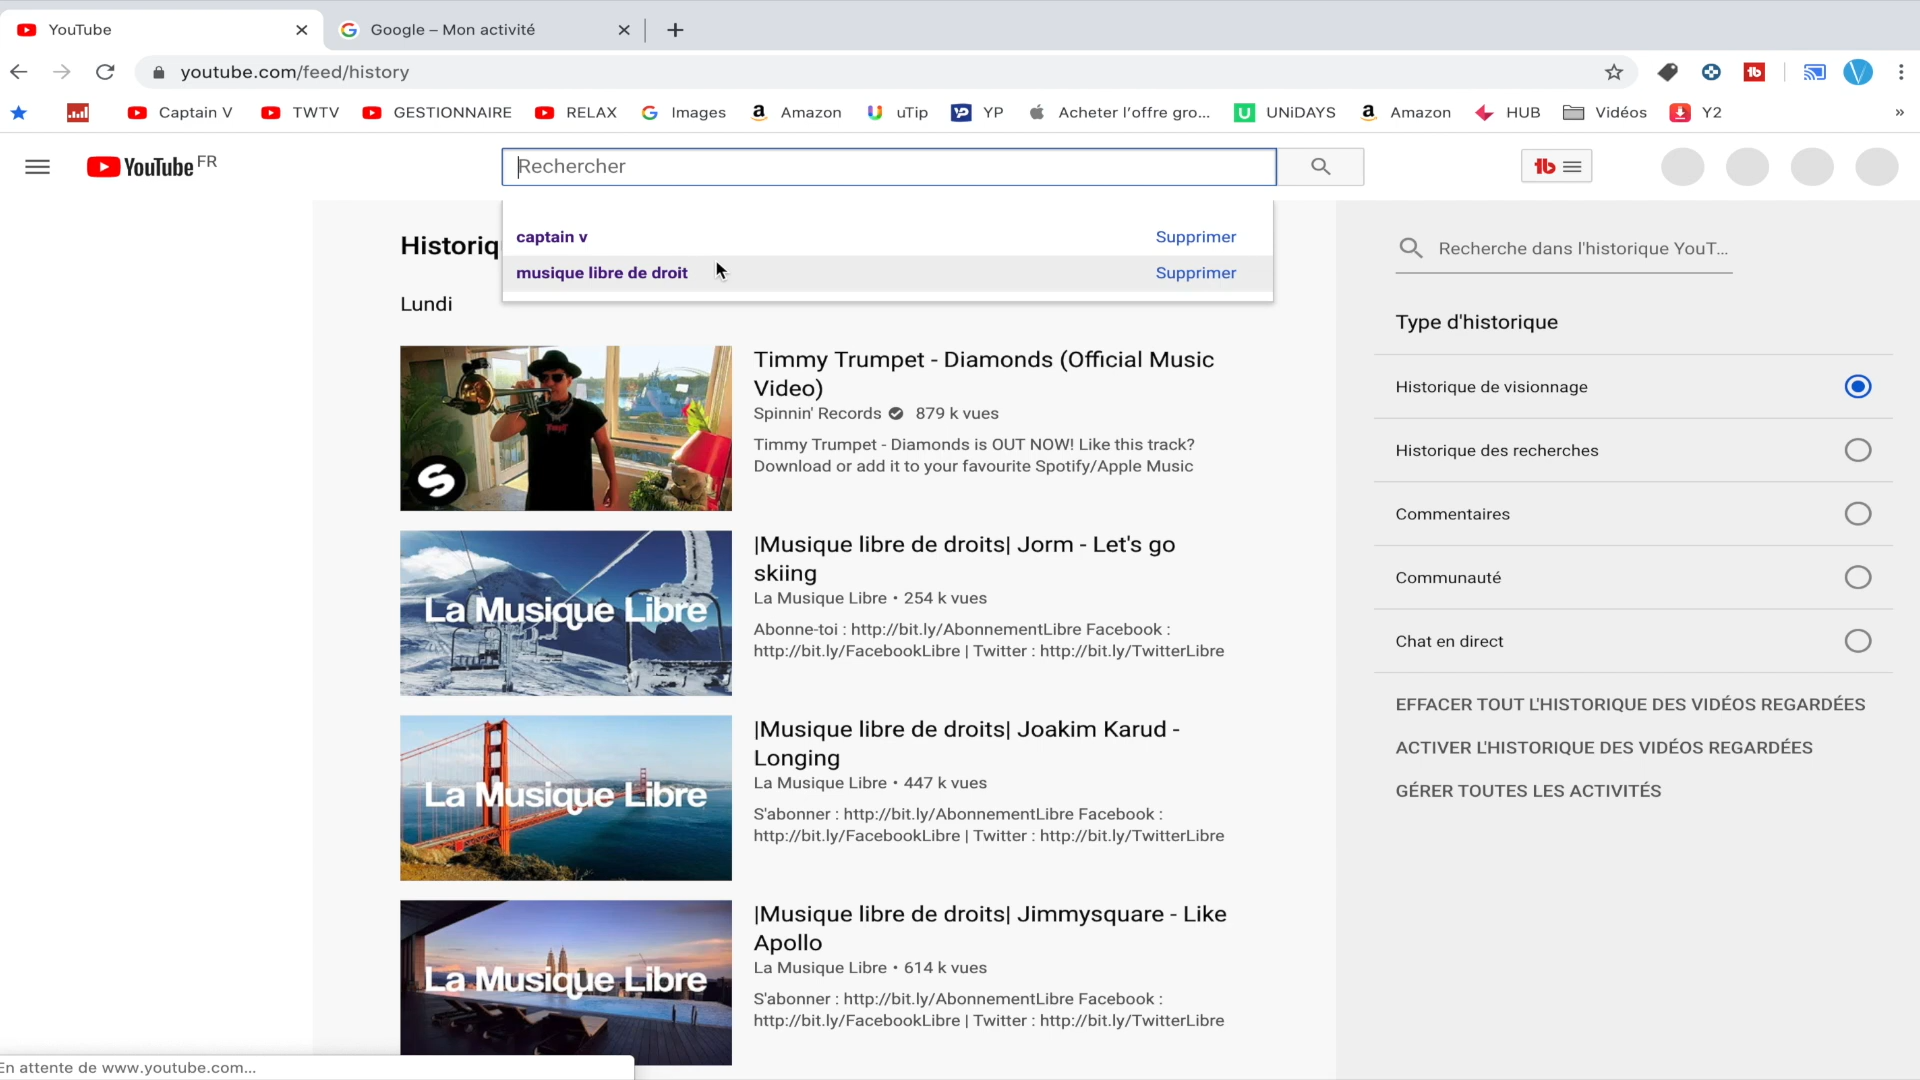 YouTube
Google – Mon activité
youtube.com/feed/history
Captain V
TWTV
GESTIONNAIRE
RELAX
Images
Amazon
uTip
YP
Acheter l'offre gro...
UNiDAYS
Amazon
HUB
Vidéos
Y2
»
YouTube FR
Rechercher
captain v Supprimer
musique libre de droit Supprimer
Historiq
Lundi
Timmy Trumpet - Diamonds (Official Music
Video)
Spinnin' Records 879 k vues
Timmy Trumpet - Diamonds is OUT NOW! Like this track?
Download or add it to your favourite Spotify/Apple Music
La Musique Libre
|Musique libre de droits| Jorm - Let's go
skiing
La Musique Libre • 254 k vues
Abonne-toi : http://bit.ly/AbonnementLibre Facebook :
http://bit.ly/FacebookLibre | Twitter : http://bit.ly/TwitterLibre
La Musique Libre
|Musique libre de droits| Joakim Karud -
Longing
La Musique Libre • 447 k vues
S'abonner : http://bit.ly/AbonnementLibre Facebook :
http://bit.ly/FacebookLibre | Twitter : http://bit.ly/TwitterLibre
La Musique Libre
|Musique libre de droits| Jimmysquare - Like
Apollo
La Musique Libre • 614 k vues
S'abonner : http://bit.ly/AbonnementLibre Facebook :
http://bit.ly/FacebookLibre | Twitter : http://bit.ly/TwitterLibre
Recherche dans l'historique YouT...
Type d'historique
Historique de visionnage
Historique des recherches
Commentaires
Communauté
Chat en direct
EFFACER TOUT L'HISTORIQUE DES VIDÉOS REGARDÉES
ACTIVER L'HISTORIQUE DES VIDÉOS REGARDÉES
GÉRER TOUTES LES ACTIVITÉS
En attente de www.youtube.com...